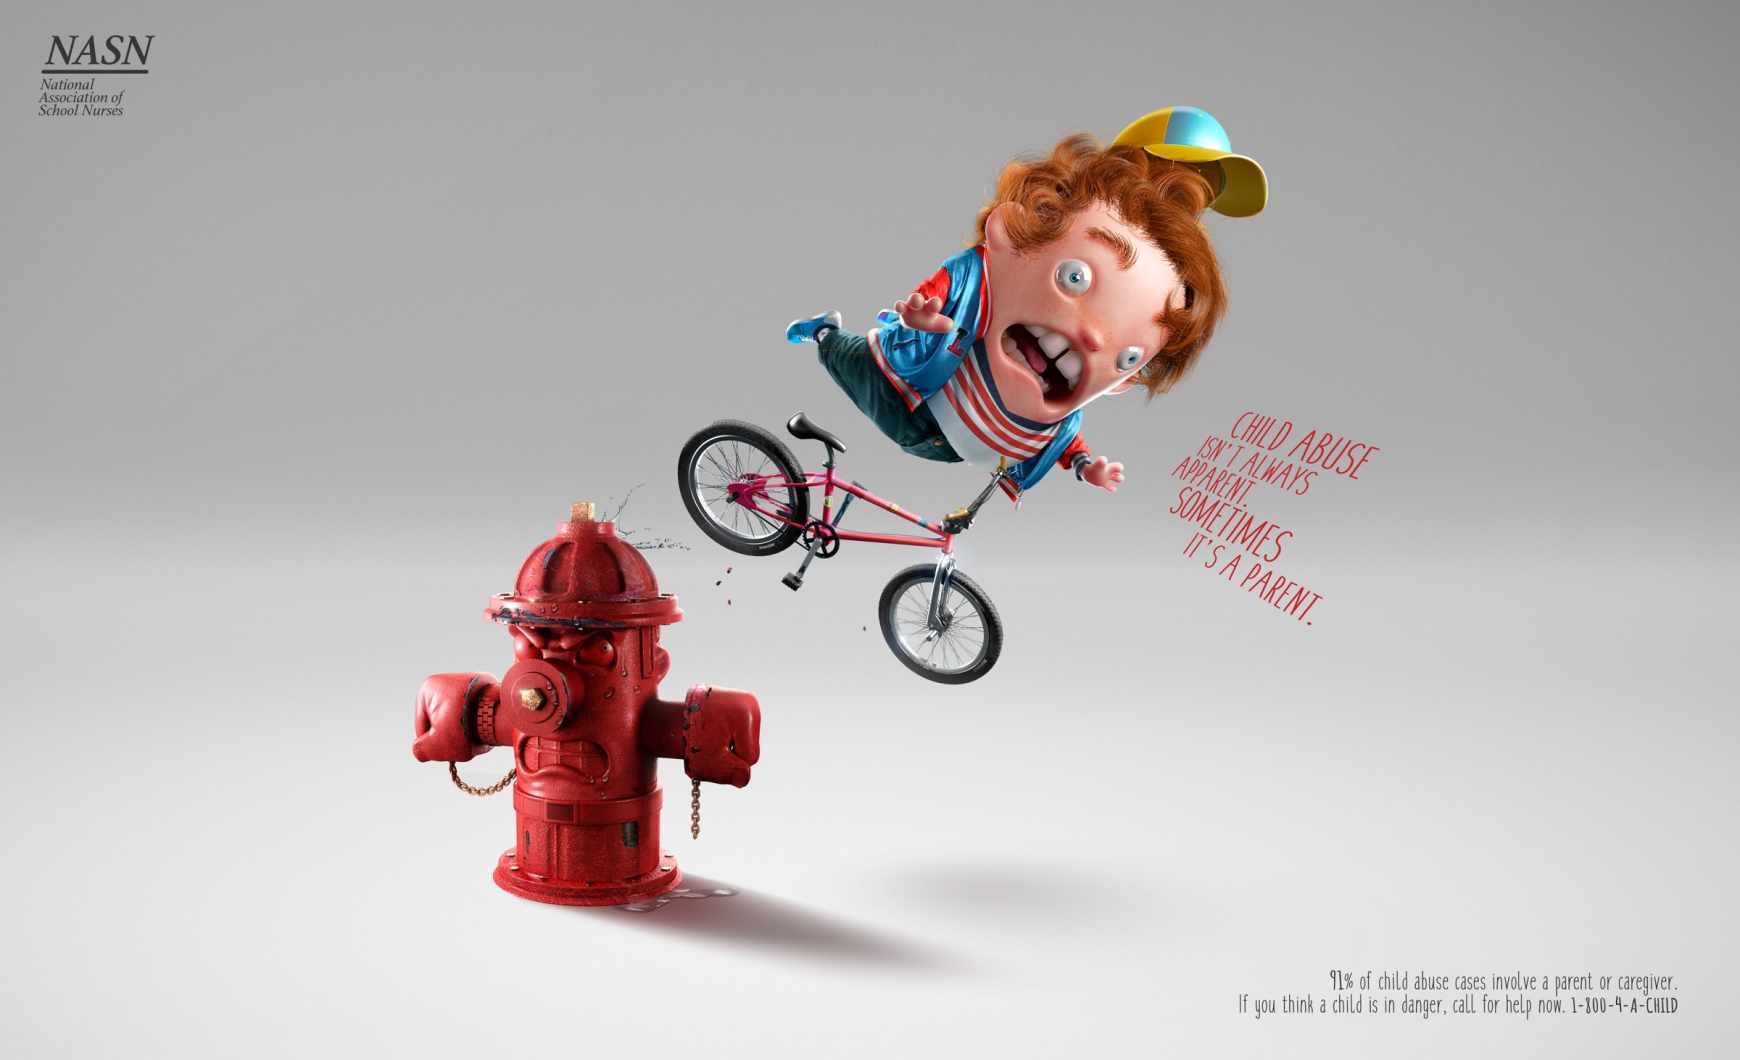 NASN
National
Association of
School Nurses
CHILD ABUSE
ISN'T ALWAYS
APPARENT.
SOMETIMES
IT'S A PARENT.
91% of child abuse cases involve a parent or caregiver.
If you think a child is in danger, call for help now. 1-800-4-A-CHILD